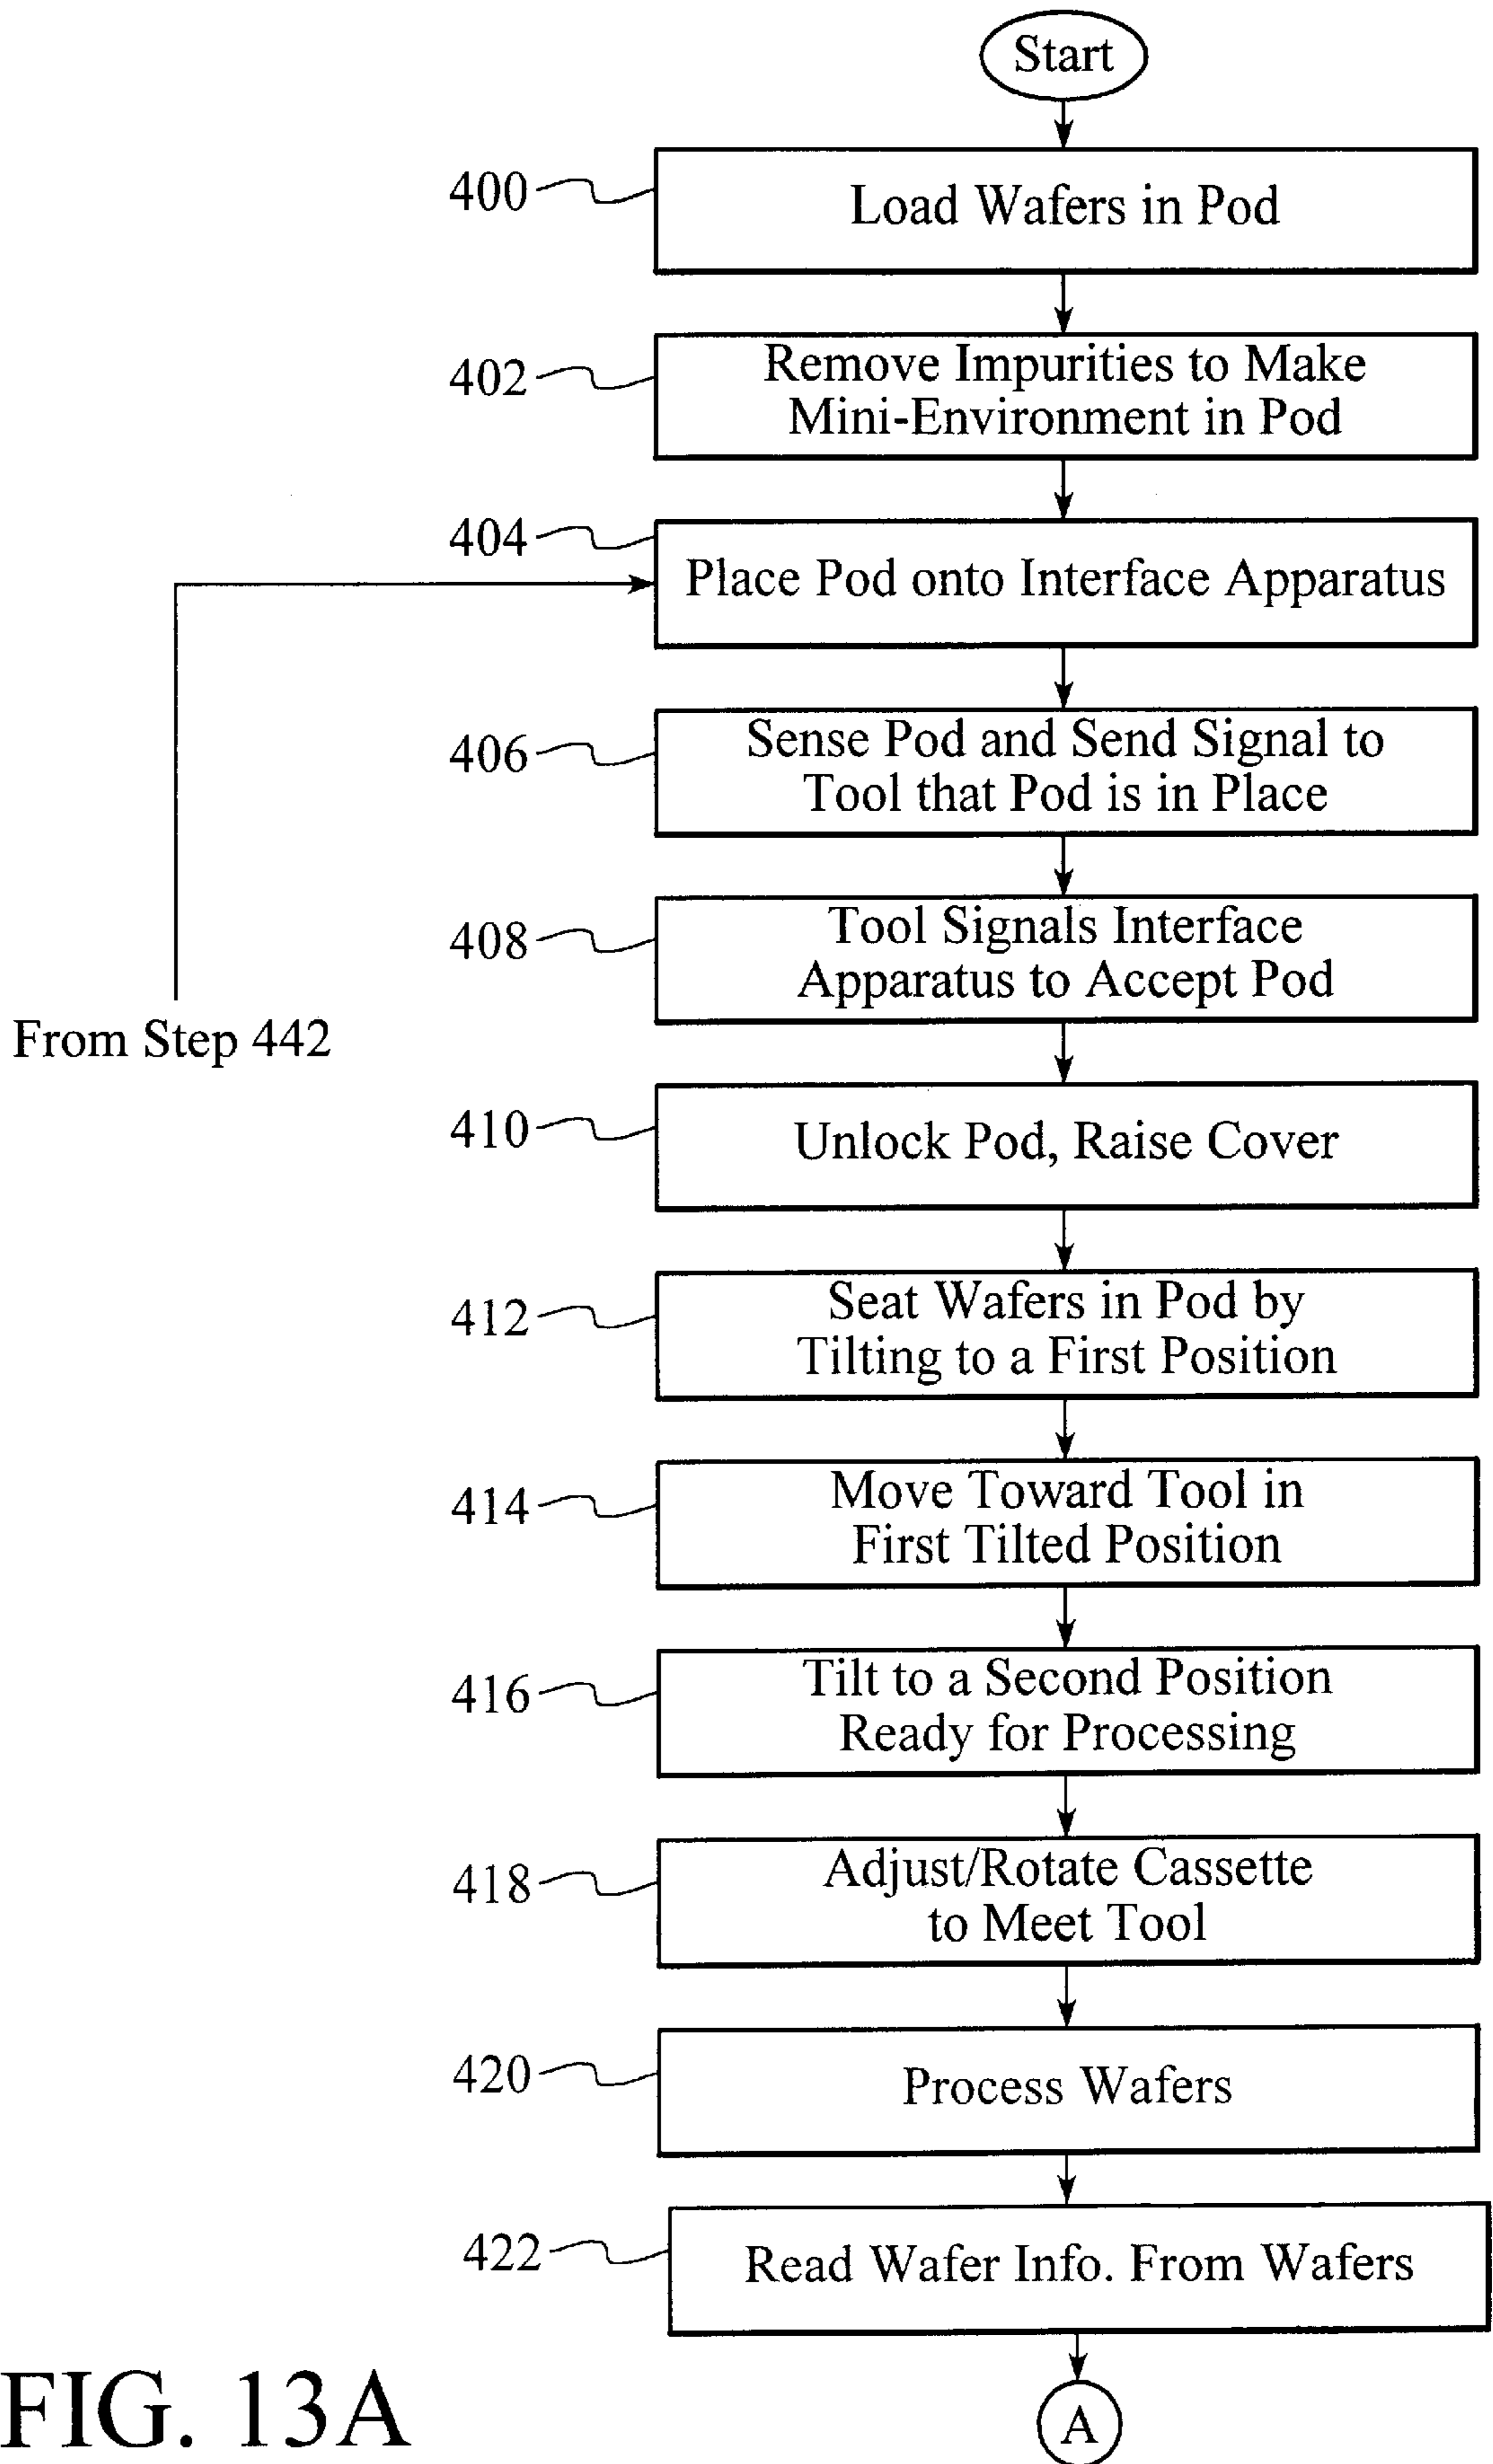 Start
400
Load Wafers in Pod
402
Remove Impurities to Make
Mini-Environment in Pod
404
Place Pod onto Interface Apparatus
406
Sense Pod and Send Signal to
Tool that Pod is in Place
408
Tool Signals Interface
Apparatus to Accept Pod
From Step 442
410
Unlock Pod, Raise Cover
412
Seat Wafers in Pod by
Tilting to a First Position
414
Move Toward Tool in
First Tilted Position
416
Tilt to a Second Position
Ready for Processing
418
Adjust/Rotate Cassette
to Meet Tool
420
Process Wafers
422
Read Wafer Info. From Wafers
A
FIG. 13A